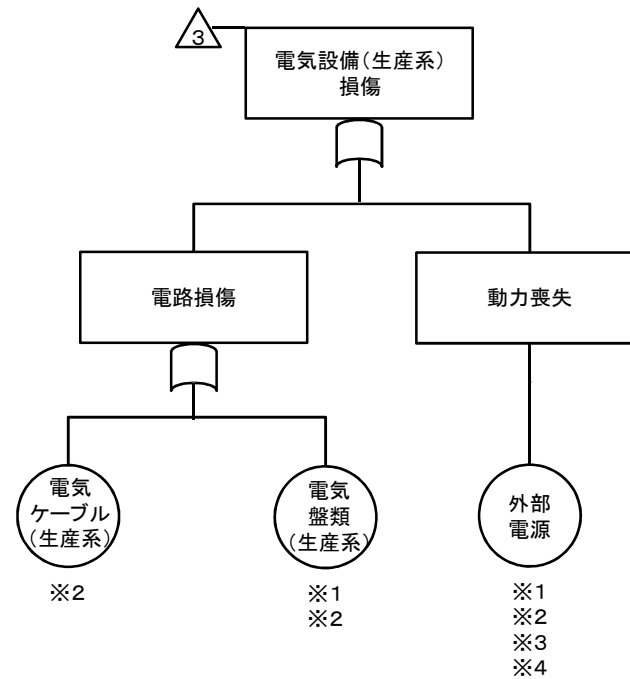 3
電気設備（生産系）
損傷
電路損傷
動力喪失
電気
ケーブル
（生産系）
電気
盤類
（生産系）
外部
電源
※2
※1
※2
※1
※2
※3
※4